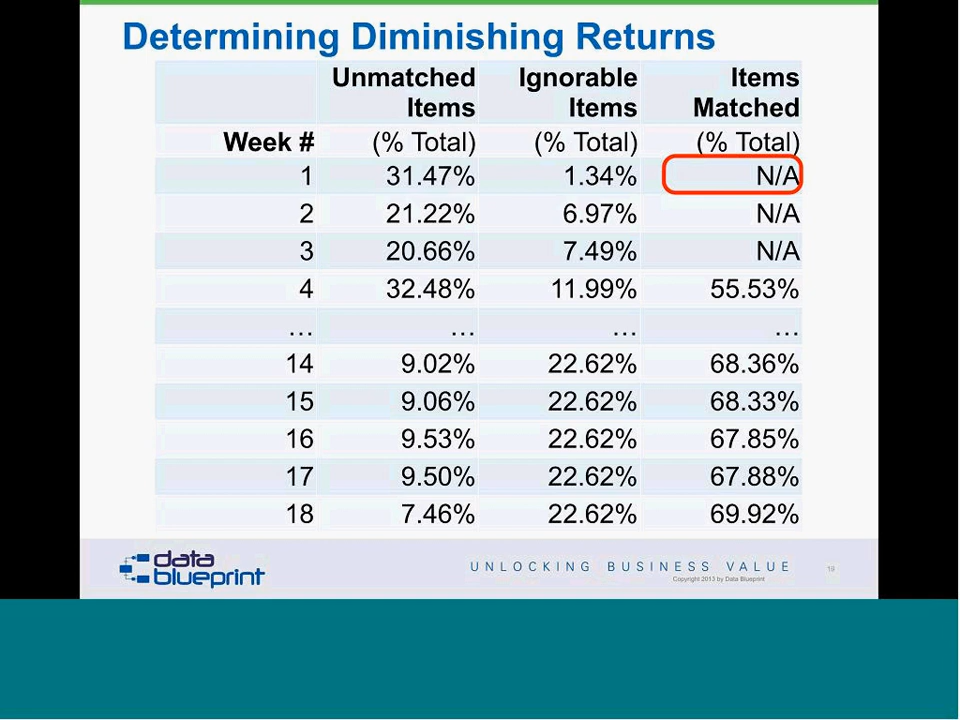 Determining Diminishing Returns
Unmatched Items Ignorable Items Items Matched
Week # (% Total) (% Total) (% Total)
1 31.47% 1.34% N/A
2 21.22% 6.97% N/A
3 20.66% 7.49% N/A
4 32.48% 11.99% 55.53%
… … … …
14 9.02% 22.62% 68.36%
15 9.06% 22.62% 68.33%
16 9.53% 22.62% 67.85%
17 9.50% 22.62% 67.88%
18 7.46% 22.62% 69.92%
data
blueprint
UNLOCKING BUSINESS VALUE
Copyright 2013 by Data Blueprint
19